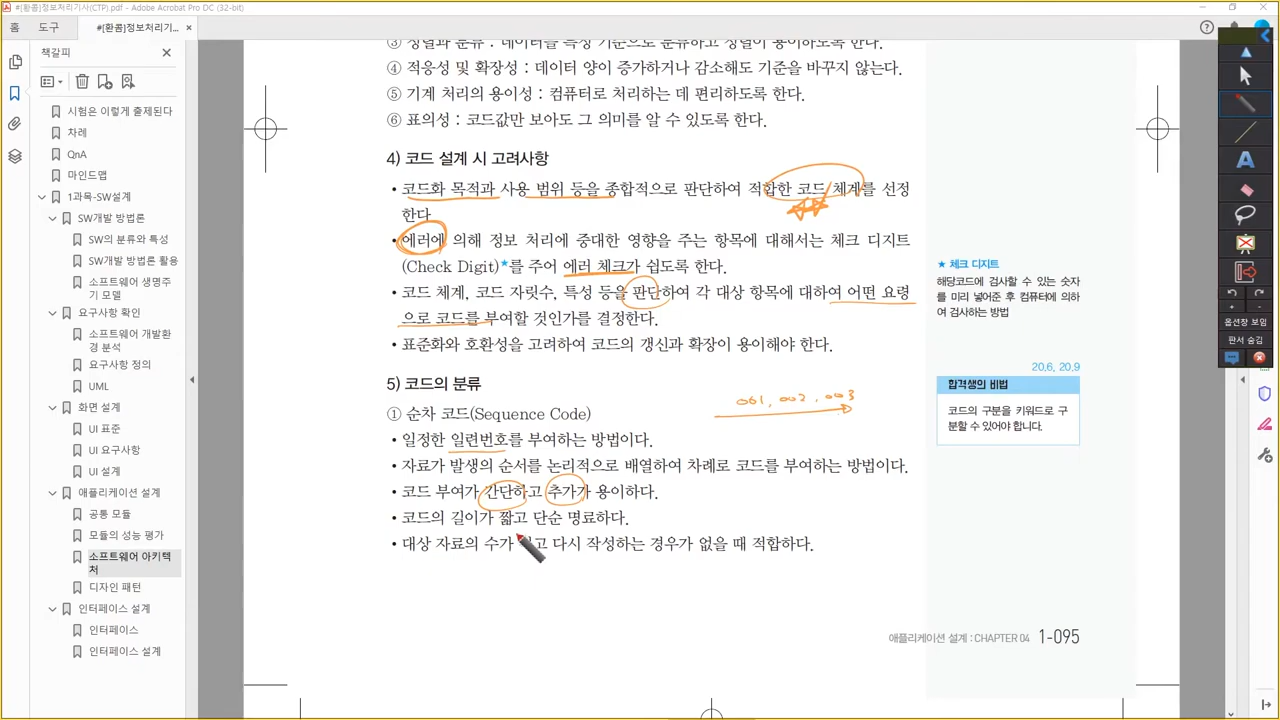 #[환콤]정보처리기사(CTP).pdf - Adobe Acrobat Pro DC (32-bit)
홈
도구
#[환콤]정보처리기...
책갈피
시험은 이렇게 출제된다
차례
QnA
마인드맵
1과목-SW설계
SW개발 방법론
SW의 분류와 특성
SW개발 방법론 활용
소프트웨어 생명주
기 모델
요구사항 확인
소프트웨어 개발환
경 분석
요구사항 정의
UML
화면 설계
UI 표준
UI 요구사항
UI 설계
애플리케이션 설계
공통 모듈
모듈의 성능 평가
소프트웨어 아키텍
처
디자인 패턴
인터페이스 설계
인터페이스
인터페이스 설계
③ 정렬과 분류 : 데이터를 특정 기준으로 분류하고 정렬이 용이하도록 한다.
④ 적응성 및 확장성 : 데이터 양이 증가하거나 감소해도 기준을 바꾸지 않는다.
⑤ 기계 처리의 용이성 : 컴퓨터로 처리하는 데 편리하도록 한다.
⑥ 표의성 : 코드값만 보아도 그 의미를 알 수 있도록 한다.
4) 코드 설계 시 고려사항
• 코드화 목적과 사용 범위 등을 종합적으로 판단하여 적합한 코드 체계를 선정
한다
• 에러에 의해 정보 처리에 중대한 영향을 주는 항목에 대해서는 체크 디지트
(Check Digit)★를 주어 에러 체크가 쉽도록 한다.
• 코드 체계, 코드 자릿수, 특성 등을 판단하여 각 대상 항목에 대하여 어떤 요령
으로 코드를 부여할 것인가를 결정한다.
• 표준화와 호환성을 고려하여 코드의 갱신과 확장이 용이해야 한다.
5) 코드의 분류
001, 002, 003
① 순차 코드(Sequence Code)
• 일정한 일련번호를 부여하는 방법이다.
• 자료가 발생의 순서를 논리적으로 배열하여 차례로 코드를 부여하는 방법이다.
• 코드 부여가 간단하고 추가가 용이하다.
• 코드의 길이가 짧고 단순 명료하다.
• 대상 자료의 수가 고 다시 작성하는 경우가 없을 때 적합하다.
★ 체크 디지트
해당코드에 검사할 수 있는 숫자
를 미리 넣어준 후 컴퓨터에 의하
여 검사하는 방법
20.6, 20.9
합격생의 비법
코드의 구분을 키워드로 구
분할 수 있어야 합니다.
애플리케이션 설계 : CHAPTER 04 1-095
A
옵션창 보임
판서 숨김